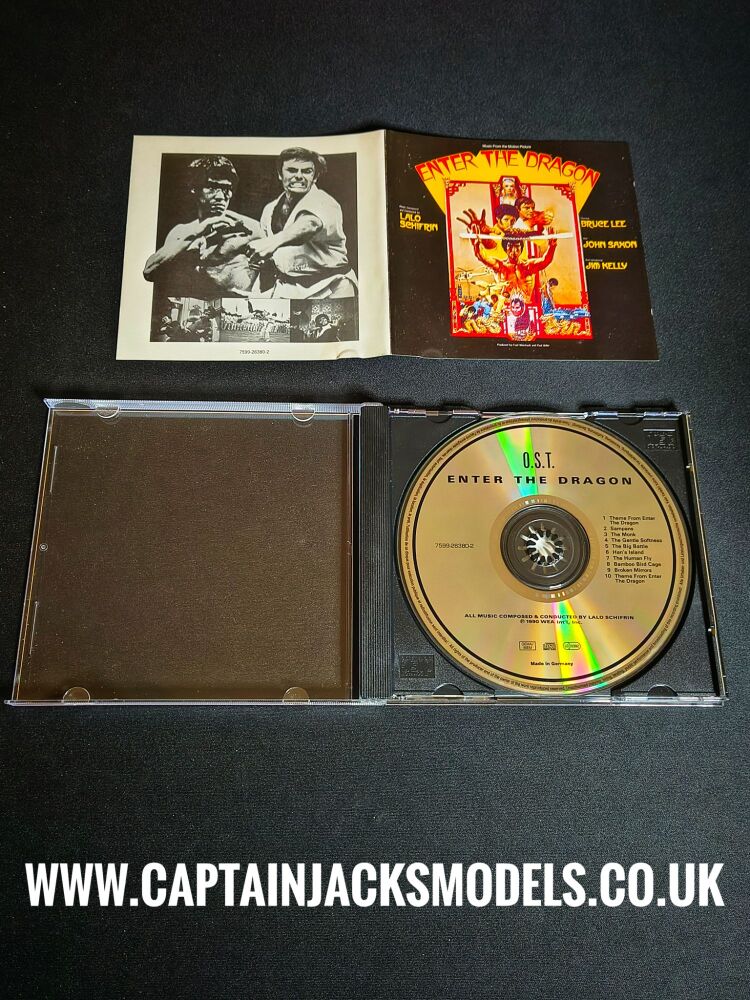 Music From the Motion Picture
ENTER THE DRAGON
LALO
SCHIFRIN
BRUCE LEE
JOHN SAXON
JIM KELLY
7599-26380-2
O.S.T.
ENTER THE DRAGON
7599-26380-2
1 Theme From Enter
The Dragon
2 Sampans
3 The Monk
4 The Gentle Softness
5 The Big Battle
6 Han's Island
7 The Human Fly
8 Bamboo Bird Cage
9 Broken Mirrors
10 Theme From Enter
The Dragon
ALL MUSIC COMPOSED & CONDUCTED BY LALO SCHIFRIN
℗ 1990 WEA Int'l, Inc.
Made in Germany
WWW.CAPTAINJACKSMODELS.CO.UK